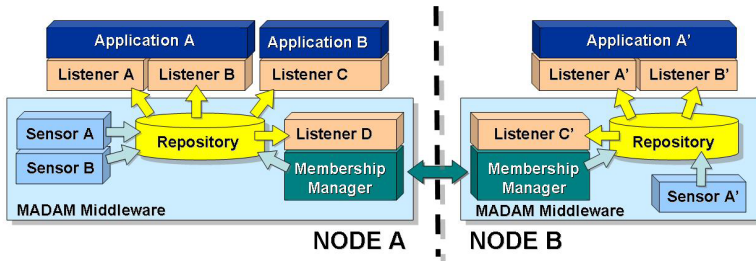 Application A
Application B
Listener A
Listener B
Listener C
Sensor A
Sensor B
Repository
Listener D
Membership
Manager
MADAM Middleware
NODE A
Application A'
Listener A'
Listener B'
Listener C'
Repository
Membership
Manager
Sensor A'
MADAM Middleware
NODE B